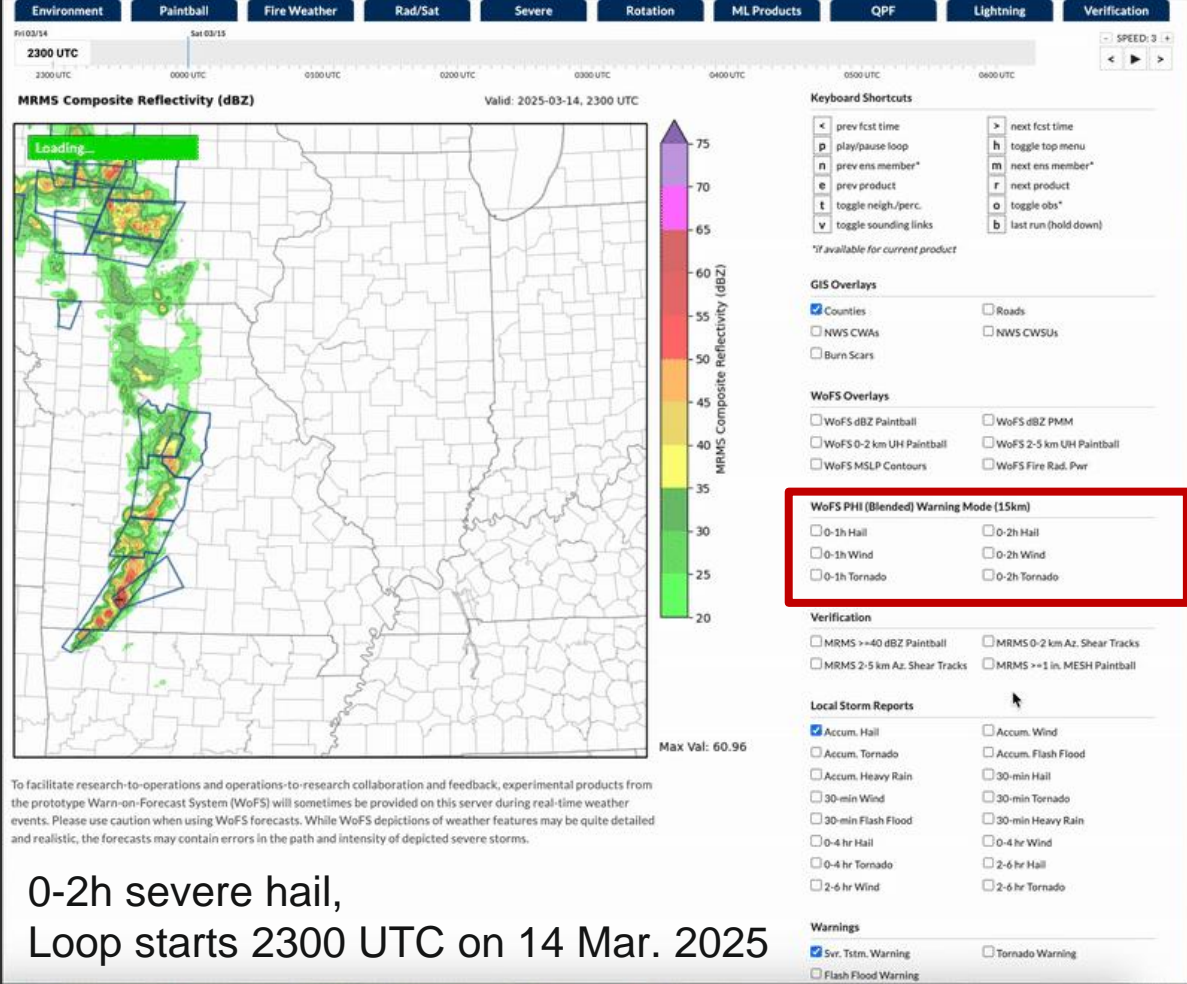 Environment Paintball Fire Weather Rad/Sat Severe Rotation ML Products QPF Lightning Verification
Fri 03/14 Sat 03/15
- SPEED: 3 +
2300 UTC
< ▶ >
2300 UTC 0000 UTC 0100 UTC 0200 UTC 0300 UTC 0400 UTC 0500 UTC 0600 UTC
MRMS Composite Reflectivity (dBZ) Valid: 2025-03-14, 2300 UTC
Loading...
75
70
65
60
55
50
45
40
35
30
25
20
MRMS Composite Reflectivity (dBZ)
Max Val: 60.96
Keyboard Shortcuts
< prev fcst time > next fcst time
p play/pause loop h toggle top menu
n prev ens member* m next ens member*
e prev product r next product
t toggle neigh./perc. o toggle obs*
v toggle sounding links b last run (hold down)
*if available for current product
GIS Overlays
Counties Roads
NWS CWAs NWS CWSUs
Burn Scars
WoFS Overlays
WoFS dBZ Paintball WoFS dBZ PMM
WoFS 0-2 km UH Paintball WoFS 2-5 km UH Paintball
WoFS MSLP Contours WoFS Fire Rad. Pwr
WoFS PHI (Blended) Warning Mode (15km)
0-1h Hail 0-2h Hail
0-1h Wind 0-2h Wind
0-1h Tornado 0-2h Tornado
Verification
MRMS >=40 dBZ Paintball MRMS 0-2 km Az. Shear Tracks
MRMS 2-5 km Az. Shear Tracks MRMS >=1 in. MESH Paintball
Local Storm Reports
Accum. Hail Accum. Wind
Accum. Tornado Accum. Flash Flood
Accum. Heavy Rain 30-min Hail
30-min Wind 30-min Tornado
30-min Flash Flood 30-min Heavy Rain
0-4 hr Hail 0-4 hr Wind
0-4 hr Tornado 2-6 hr Hail
2-6 hr Wind 2-6 hr Tornado
Warnings
Svr. Tstm. Warning Tornado Warning
Flash Flood Warning
To facilitate research-to-operations and operations-to-research collaboration and feedback, experimental products from
the prototype Warn-on-Forecast System (WoFS) will sometimes be provided on this server during real-time weather
events. Please use caution when using WoFS forecasts. While WoFS depictions of weather features may be quite detailed
and realistic, the forecasts may contain errors in the path and intensity of depicted severe storms.
0-2h severe hail,
Loop starts 2300 UTC on 14 Mar. 2025